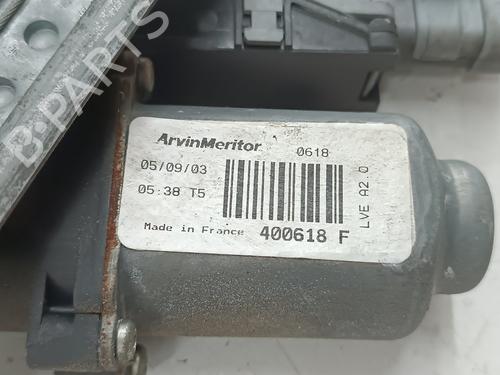 B-PARTS
ArvinMeritor 0618
05/09/03
05:38 T5
Made in France 400618 F
LVE A2.0